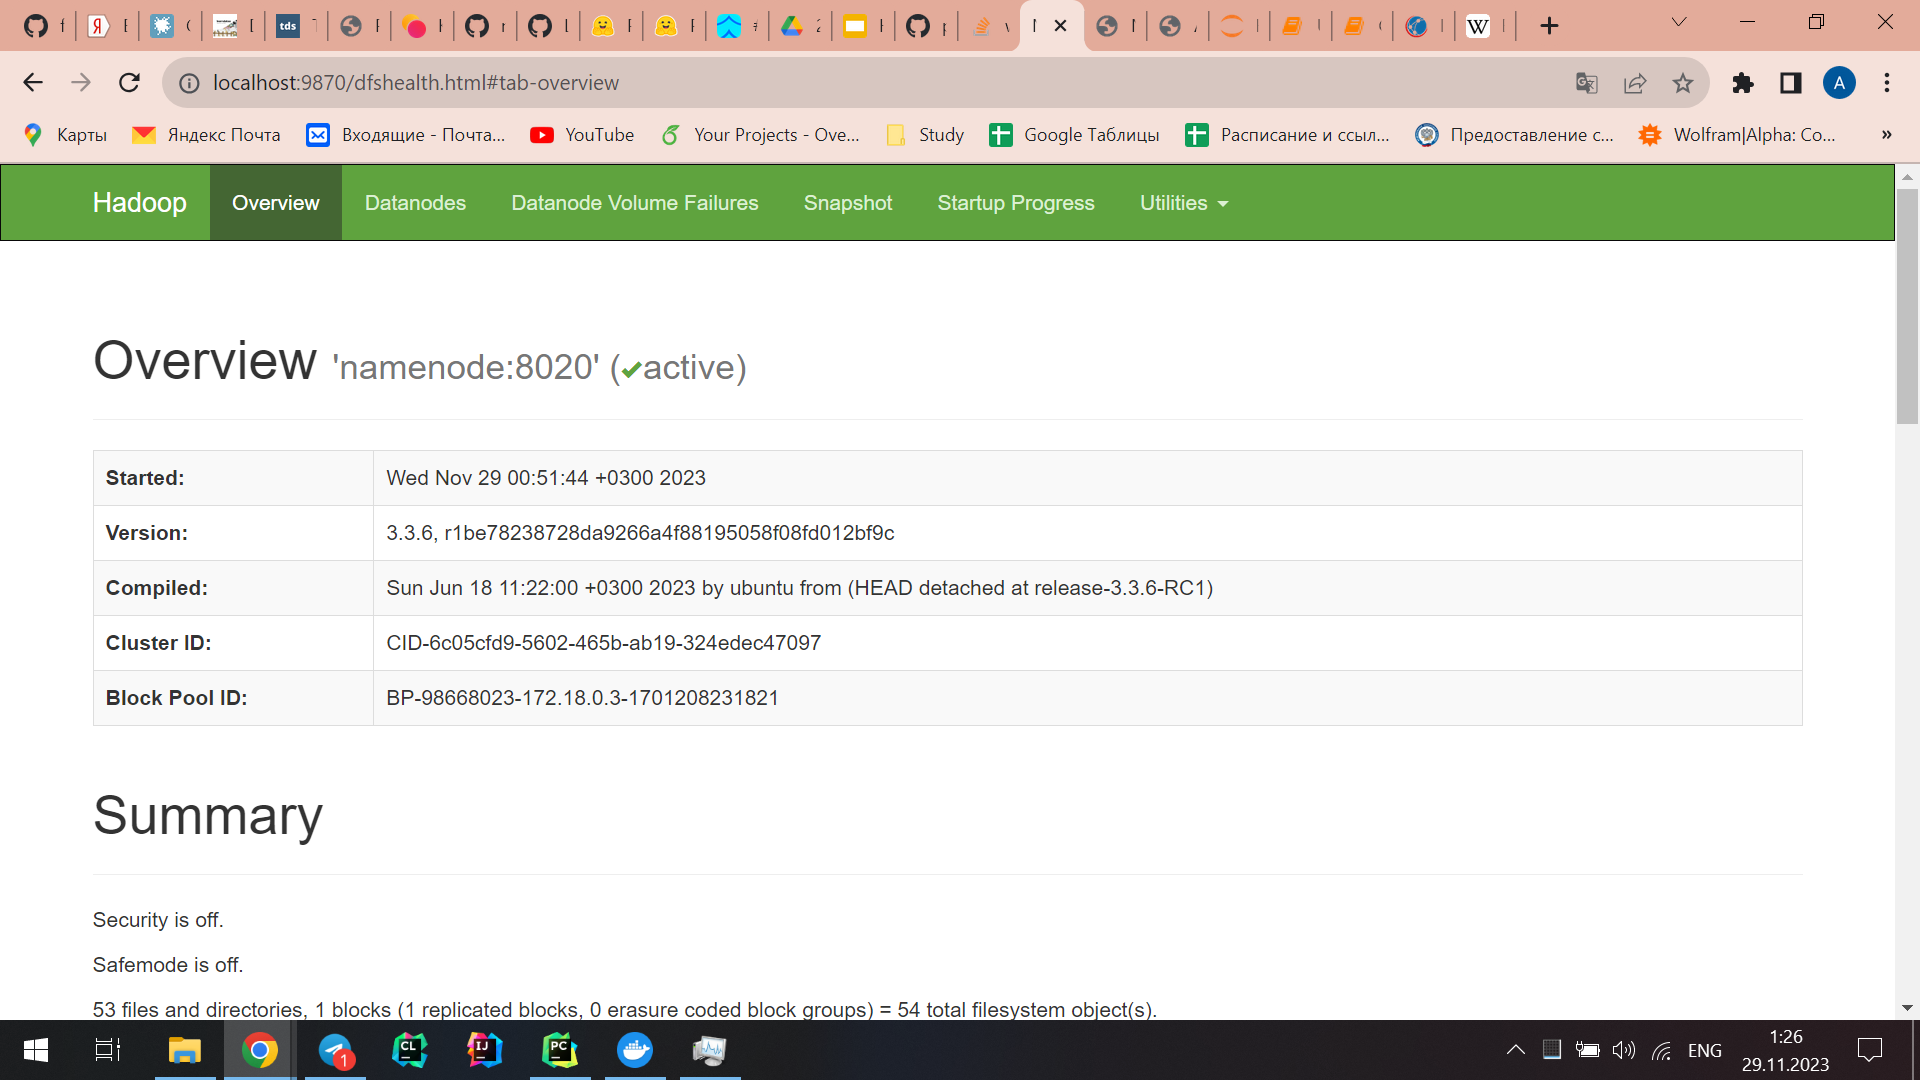 localhost:9870/dfshealth.html#tab-overview
Карты
Яндекс Почта
Входящие - Почта...
YouTube
Your Projects - Ove...
Study
Google Таблицы
Расписание и ссыл...
Предоставление с...
Wolfram|Alpha: Co...
»
Hadoop
Overview
Datanodes
Datanode Volume Failures
Snapshot
Startup Progress
Utilities
Overview 'namenode:8020' (✔active)
Started: Wed Nov 29 00:51:44 +0300 2023
Version: 3.3.6, r1be78238728da9266a4f88195058f08fd012bf9c
Compiled: Sun Jun 18 11:22:00 +0300 2023 by ubuntu from (HEAD detached at release-3.3.6-RC1)
Cluster ID: CID-6c05cfd9-5602-465b-ab19-324edec47097
Block Pool ID: BP-98668023-172.18.0.3-1701208231821
Summary
Security is off.
Safemode is off.
53 files and directories, 1 blocks (1 replicated blocks, 0 erasure coded block groups) = 54 total filesystem object(s).
ENG
1:26
29.11.2023